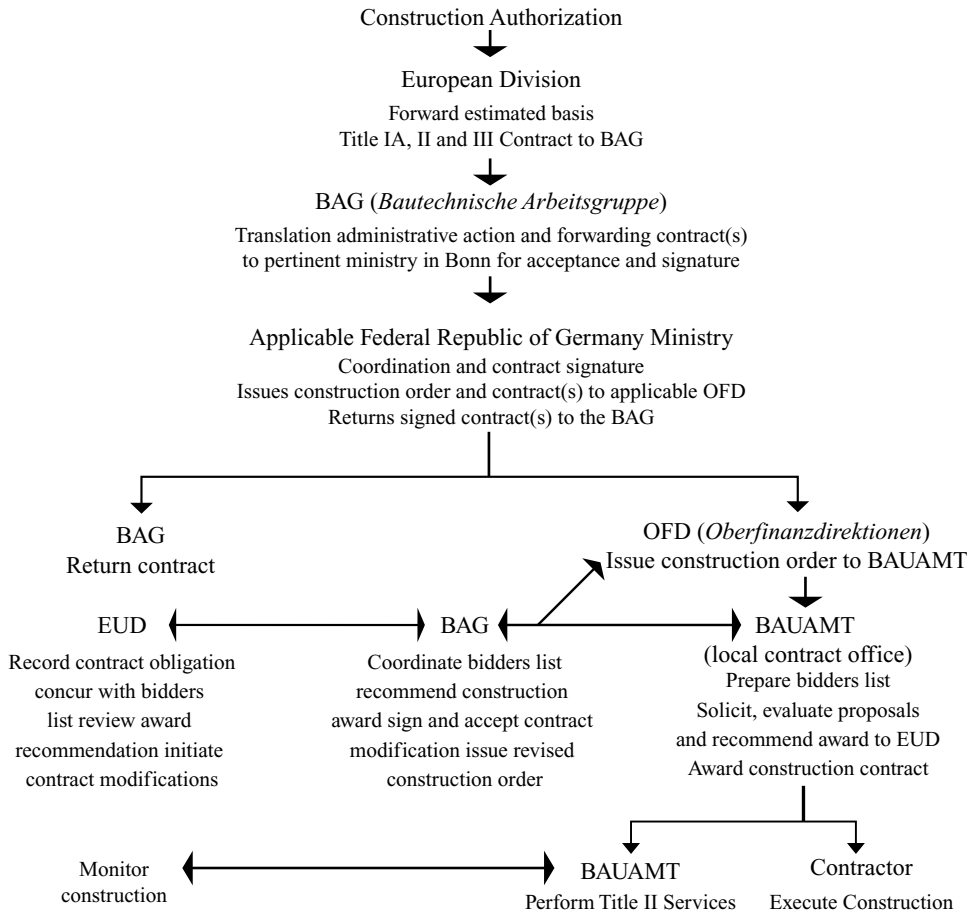 Construction Authorization
European Division
Forward estimated basis
Title IA, II and III Contract to BAG
BAG (Bautechnische Arbeitsgruppe)
Translation administrative action and forwarding contract(s)
to pertinent ministry in Bonn for acceptance and signature
Applicable Federal Republic of Germany Ministry
Coordination and contract signature
Issues construction order and contract(s) to applicable OFD
Returns signed contract(s) to the BAG
BAG
Return contract
OFD (Oberfinanzdirektionen)
Issue construction order to BAUAMT
EUD
Record contract obligation
concur with bidders
list review award
recommendation initiate
contract modifications
BAG
Coordinate bidders list
recommend construction
award sign and accept contract
modification issue revised
construction order
BAUAMT
(local contract office)
Prepare bidders list
Solicit, evaluate proposals
and recommend award to EUD
Award construction contract
Monitor
construction
BAUAMT
Perform Title II Services
Contractor
Execute Construction